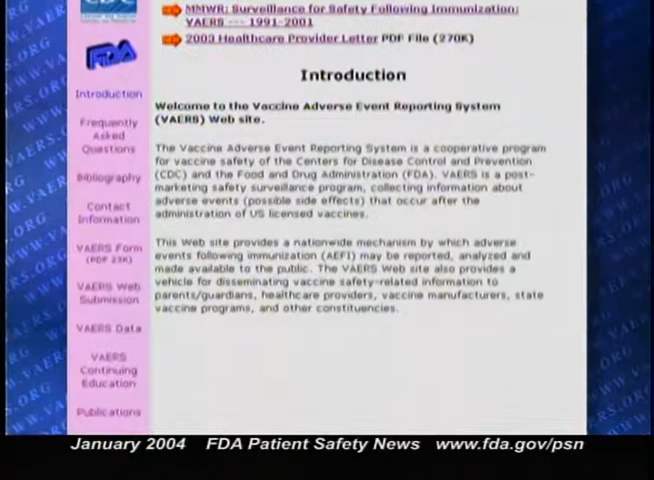 CDC
MMWR: Surveillance for Safety Following Immunization:
VAERS --- 1991-2001
2003 Healthcare Provider Letter PDF File (270K)
FDA
Introduction
Introduction
Welcome to the Vaccine Adverse Event Reporting System
(VAERS) Web site.
The Vaccine Adverse Event Reporting System is a cooperative program
for vaccine safety of the Centers for Disease Control and Prevention
(CDC) and the Food and Drug Administration (FDA). VAERS is a post-
marketing safety surveillance program, collecting information about
adverse events (possible side effects) that occur after the
administration of US licensed vaccines.
This Web site provides a nationwide mechanism by which adverse
events following immunization (AEFI) may be reported, analyzed and
made available to the public. The VAERS Web site also provides a
vehicle for disseminating vaccine safety-related information to
parents/guardians, healthcare providers, vaccine manufacturers, state
vaccine programs, and other constituencies.
Frequently
Asked
Questions
Bibliography
Contact
Information
VAERS Form
(PDF 23K)
VAERS Web
Submission
VAERS Data
VAERS
Continuing
Education
Publications
January 2004 FDA Patient Safety News www.fda.gov/psn